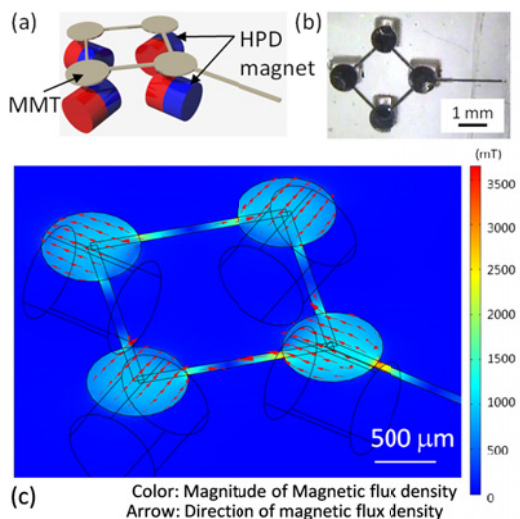 (a)
HPD
magnet
MMT
(b)
1 mm
(mT)
3500
3000
2500
2000
1500
1000
500
0
500 μm
(c)
Color: Magnitude of Magnetic flux density
Arrow: Direction of magnetic flux density